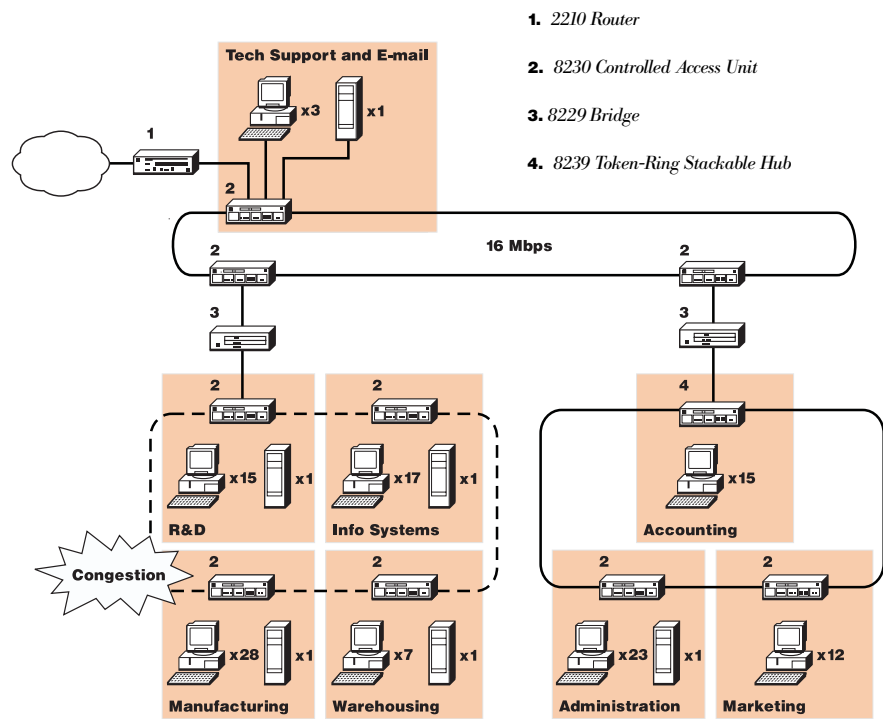 1. 2210 Router
2. 8230 Controlled Access Unit
3. 8229 Bridge
4. 8239 Token-Ring Stackable Hub
Tech Support and E-mail
x3
x1
1
2
16 Mbps
2
2
3
3
2
2
4
x15
x1
x17
x1
x15
R&D
Info Systems
Accounting
Congestion
2
2
2
2
x28
x1
x7
x1
x23
x1
x12
Manufacturing
Warehousing
Administration
Marketing